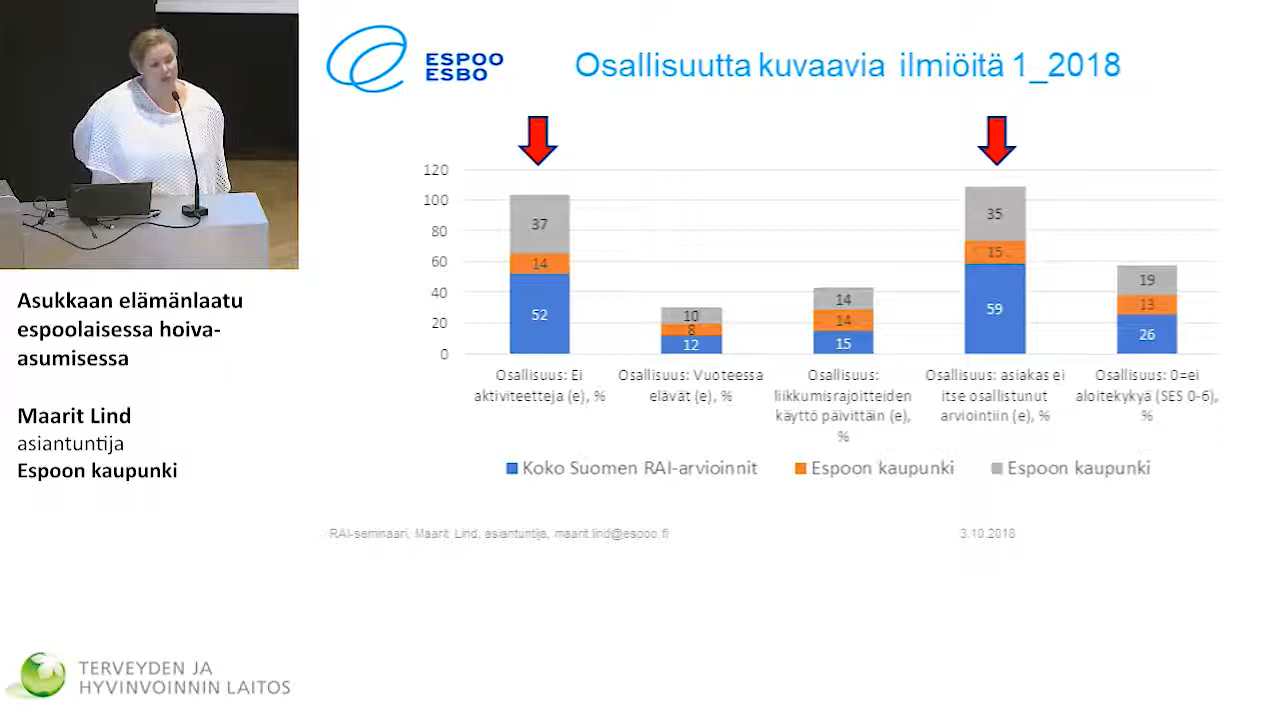 ESPOO
ESBO
Osallisuutta kuvaavia ilmiöitä 1_2018
120
100
80
60
40
20
0
37
14
52
10
8
12
14
14
15
35
15
59
19
13
26
Osallisuus: Ei
aktiviteetteja (e), %
Osallisuus: Vuoteessa
elävät (e), %
Osallisuus:
liikkumisrajoitteiden
käyttö päivittäin (e),
%
Osallisuus: asiakas ei
itse osallistunut
arviointiin (e), %
Osallisuus: 0=ei
aloitekykyä (SES 0-6),
%
Koko Suomen RAI-arvioinnit
Espoon kaupunki
Espoon kaupunki
RAI-seminaari, Maarit Lind, asiantuntija, maarit.lind@espoo.fi
3.10.2018
Asukkaan elämänlaatu
espoolaisessa hoiva-
asumisessa
Maarit Lind
asiantuntija
Espoon kaupunki
TERVEYDEN JA
HYVINVOINNIN LAITOS